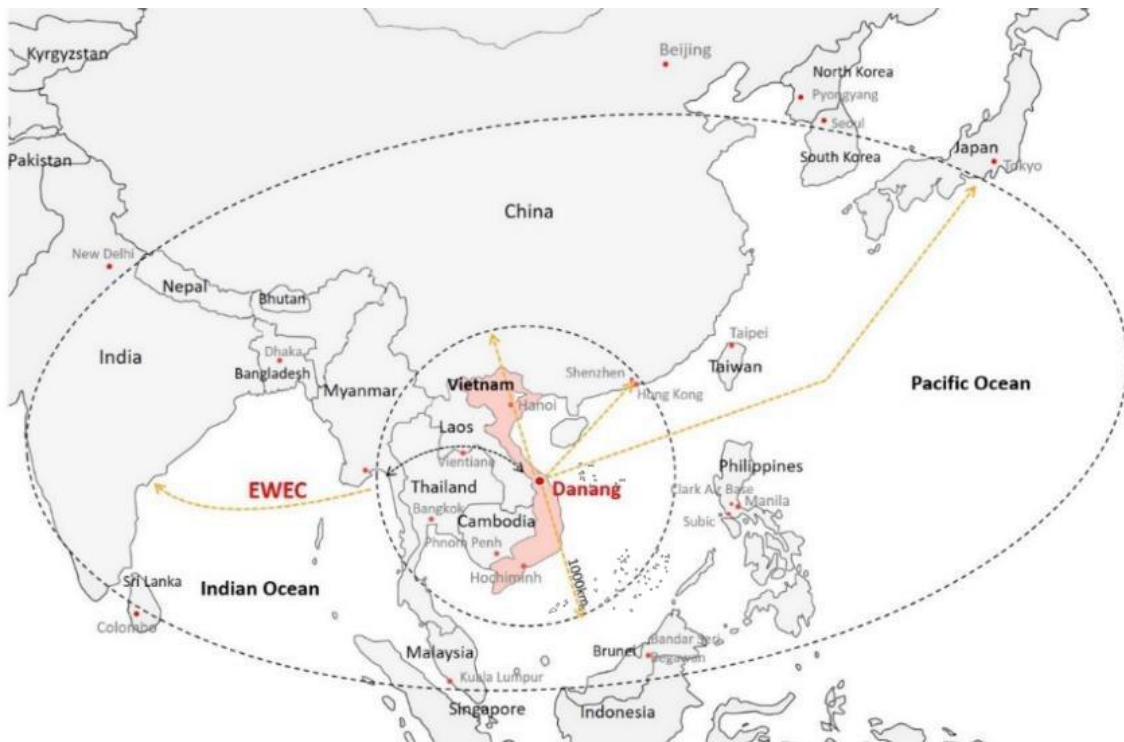 Kyrgyzstan
Beijing
North Korea
Pyongyang
Seoul
Pakistan
South Korea
Japan
Tokyo
China
New Delhi
Nepal
Bhutan
India
Dhaka
Bangladesh
Myanmar
Vietnam
Hanoi
Shenzhen
Hong Kong
Taipei
Taiwan
Pacific Ocean
Laos
Vientiane
EWEC
Thailand
Bangkok
Danang
Philippines
Clark Air Base
Manila
Subic
Cambodia
Phnom Penh
Hochiminh
1000km
Sri Lanka
Colombo
Indian Ocean
Malaysia
Kuala Lumpur
Singapore
Brunei
Bandar Seri
Begawan
Indonesia